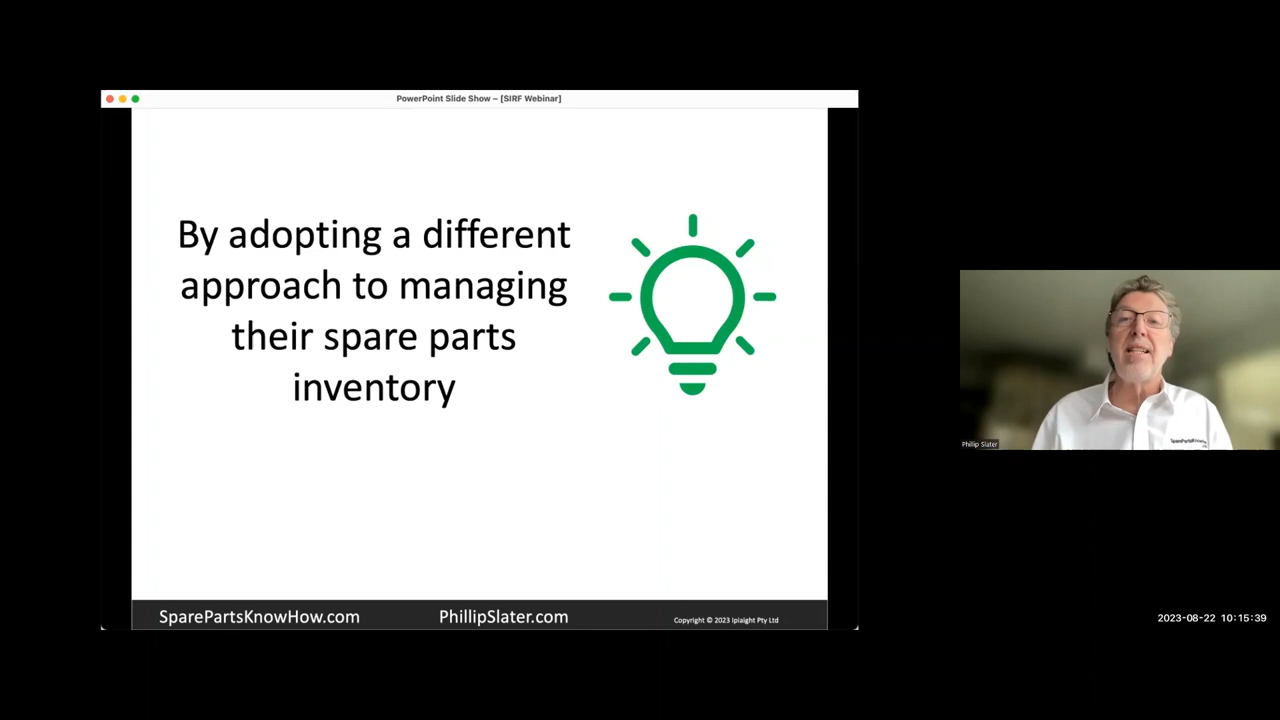 PowerPoint Slide Show – [SIRF Webinar]
By adopting a different
approach to managing
their spare parts
inventory
SparePartsKnowHow.com
PhillipSlater.com
Copyright © 2023 Ipiaight Pty Ltd
Phillip Slater
2023-08-22 10:15:39